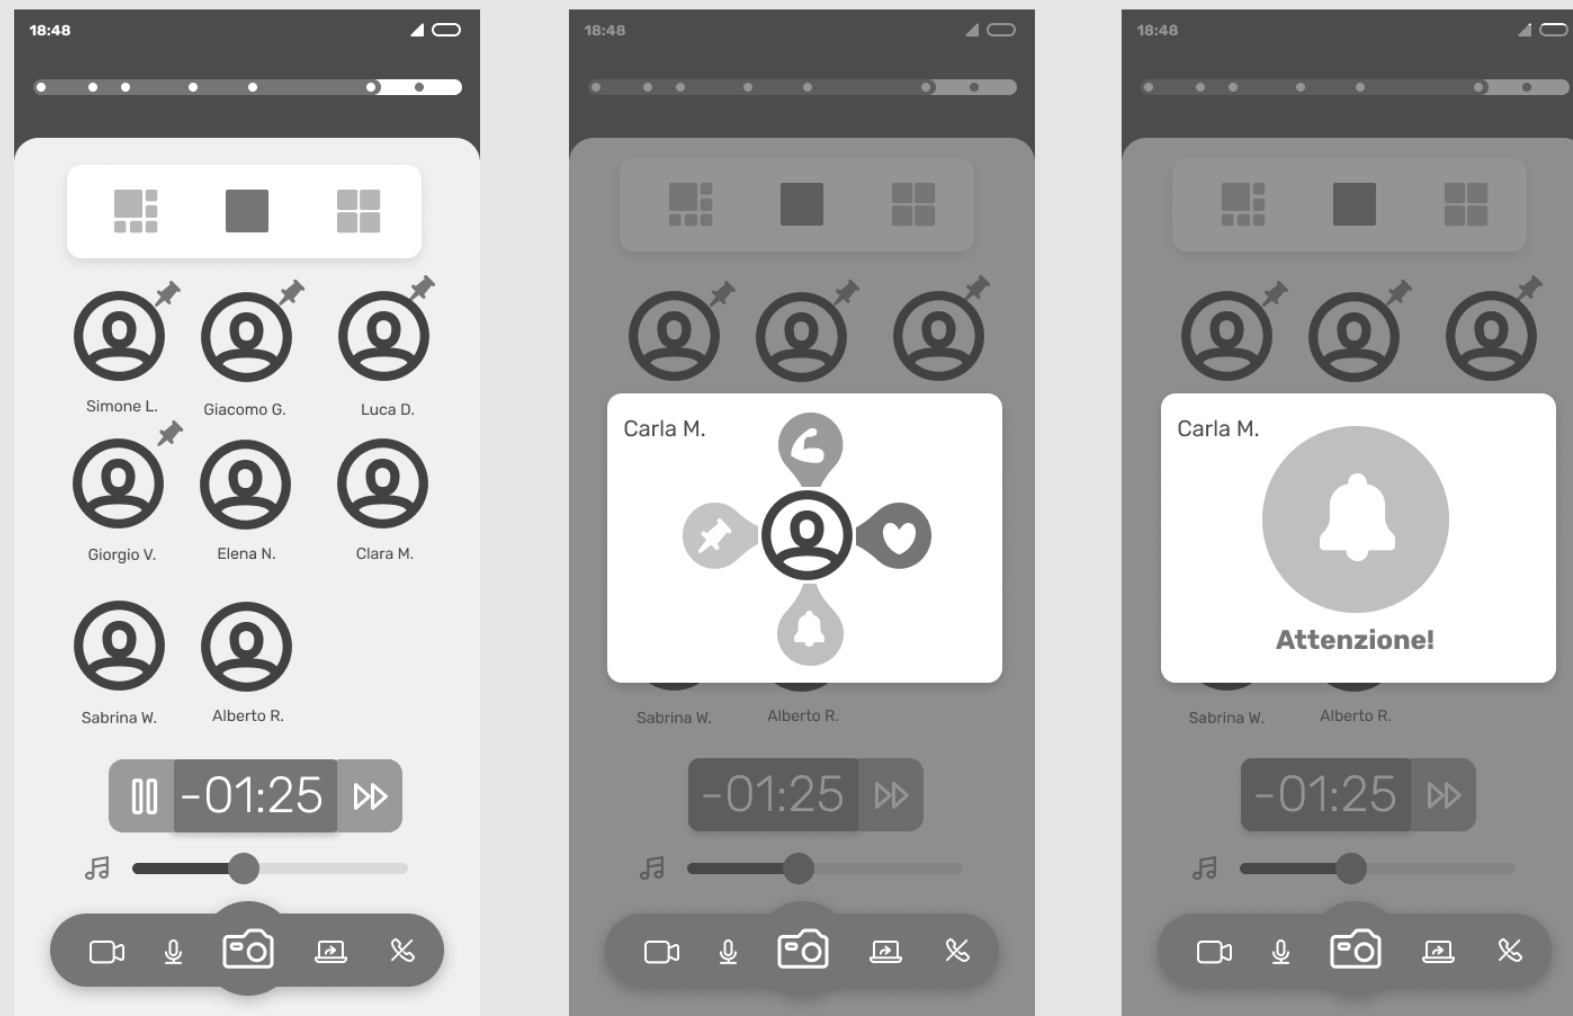 18:48
Simone L.
Giacomo G.
Luca D.
Giorgio V.
Elena N.
Clara M.
Sabrina W.
Alberto R.
-01:25
18:48
Carla M.
Sabrina W.
Alberto R.
-01:25
18:48
Carla M.
Attenzione!
Sabrina W.
Alberto R.
-01:25